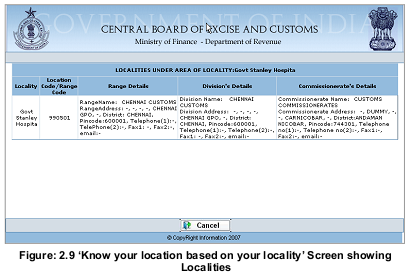 GOVERNMENT OF INDIA
CENTRAL BOARD OF EXCISE AND CUSTOMS
Ministry of Finance - Department of Revenue
LOCALITIES UNDER AREA OF LOCALITY:Govt Stanley Hospita
Locality
Location
Code/Range
Code
Range Details
Division's Details
Commissionerate's Details
Govt
Stanley
Hospita
990501
RangeName: CHENNAI CUSTOMS
RangeAddress: -, -, -, -, CHENNAI
GPO, -, District: CHENNAI,
Pincode:600001, Telephone(1):-,
TelePhone(2):-, Fax1: -, Fax2: -,
email:-
Division Name: CHENNAI
CUSTOMS
Division Address: -, -, -, -,
CHENNAI GPO, -, District:
CHENNAI, Pincode:600001,
Telephone(1):-, Telephone(2):-,
Fax1: -, Fax2: -, email:-
Commissionerate Name: CUSTOMS
COMMISSIONERATES
Commissionerate Address: -, DUMMY, -,
-, CARNICOBAR, -, District:ANDAMAN
NICOBAR, Pincode:744301, Telephone
no(1):-, Telephone no(2):-, Fax1:-,
Fax2: -, email:-
Cancel
© CopyRight Information 2007
Figure: 2.9 ‘Know your location based on your locality’ Screen showing
Localities